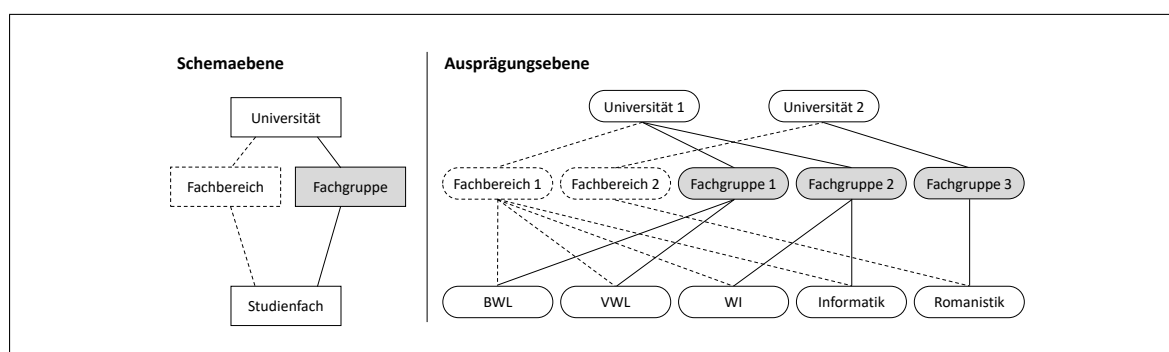 Schemaebene
Ausprägungsebene
Universität
Universität 1
Universität 2
Fachbereich
Fachgruppe
Fachbereich 1
Fachbereich 2
Fachgruppe 1
Fachgruppe 2
Fachgruppe 3
Studienfach
BWL
VWL
WI
Informatik
Romanistik